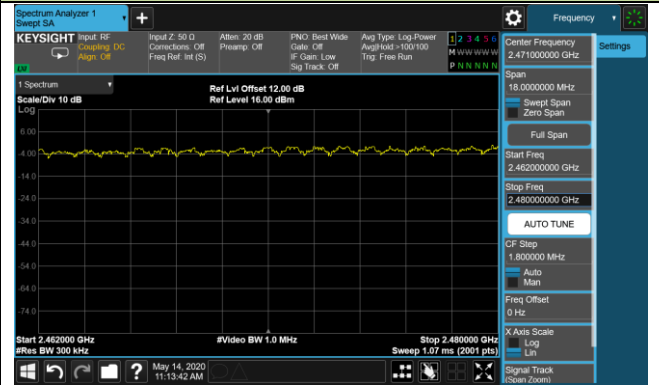 Spectrum Analyzer 1
Swept SA
Frequency
KEYSIGHT
Input: RF
Coupling: DC
Align: Off
Input Z: 50 Ω
Corrections: Off
Freq Ref: Int (S)
Atten: 20 dB
Preamp: Off
PNO: Best Wide
Gate: Off
IF Gain: Low
Sig Track: Off
Avg Type: Log-Power
Avg|Hold:>100/100
Trig: Free Run
1 2 3 4 5 6
M W W W W W
P N N N N N
LXI
1 Spectrum
Scale/Div 10 dB
Ref Lvl Offset 12.00 dB
Ref Level 16.00 dBm
Log
6.00
-4.00
-14.0
-24.0
-34.0
-44.0
-54.0
-64.0
-74.0
Start 2.462000 GHz
#Res BW 300 kHz
#Video BW 1.0 MHz
Stop 2.480000 GHz
Sweep 1.07 ms (2001 pts)
May 14, 2020
11:13:42 AM
Center Frequency
2.471000000 GHz
Settings
Span
18.0000000 MHz
Swept Span
Zero Span
Full Span
Start Freq
2.462000000 GHz
Stop Freq
2.480000000 GHz
AUTO TUNE
CF Step
1.800000 MHz
Auto
Man
Freq Offset
0 Hz
X Axis Scale
Log
Lin
Signal Track
(Span Zoom)